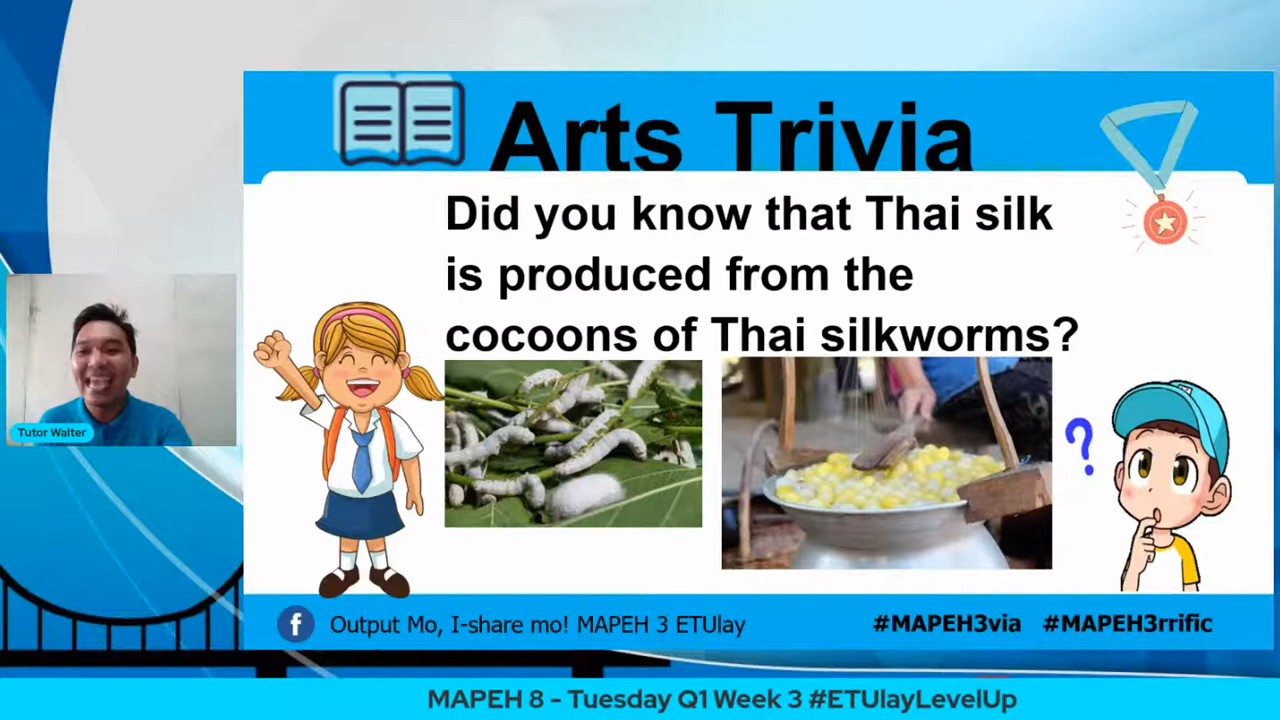 Arts Trivia
Did you know that Thai silk
is produced from the
cocoons of Thai silkworms?
Tutor Walter
?
f Output Mo, I-share mo! MAPEH 3 ETUlay #MAPEH3via #MAPEH3rrific
MAPEH 8 - Tuesday Q1 Week 3 #ETUlayLevelUp